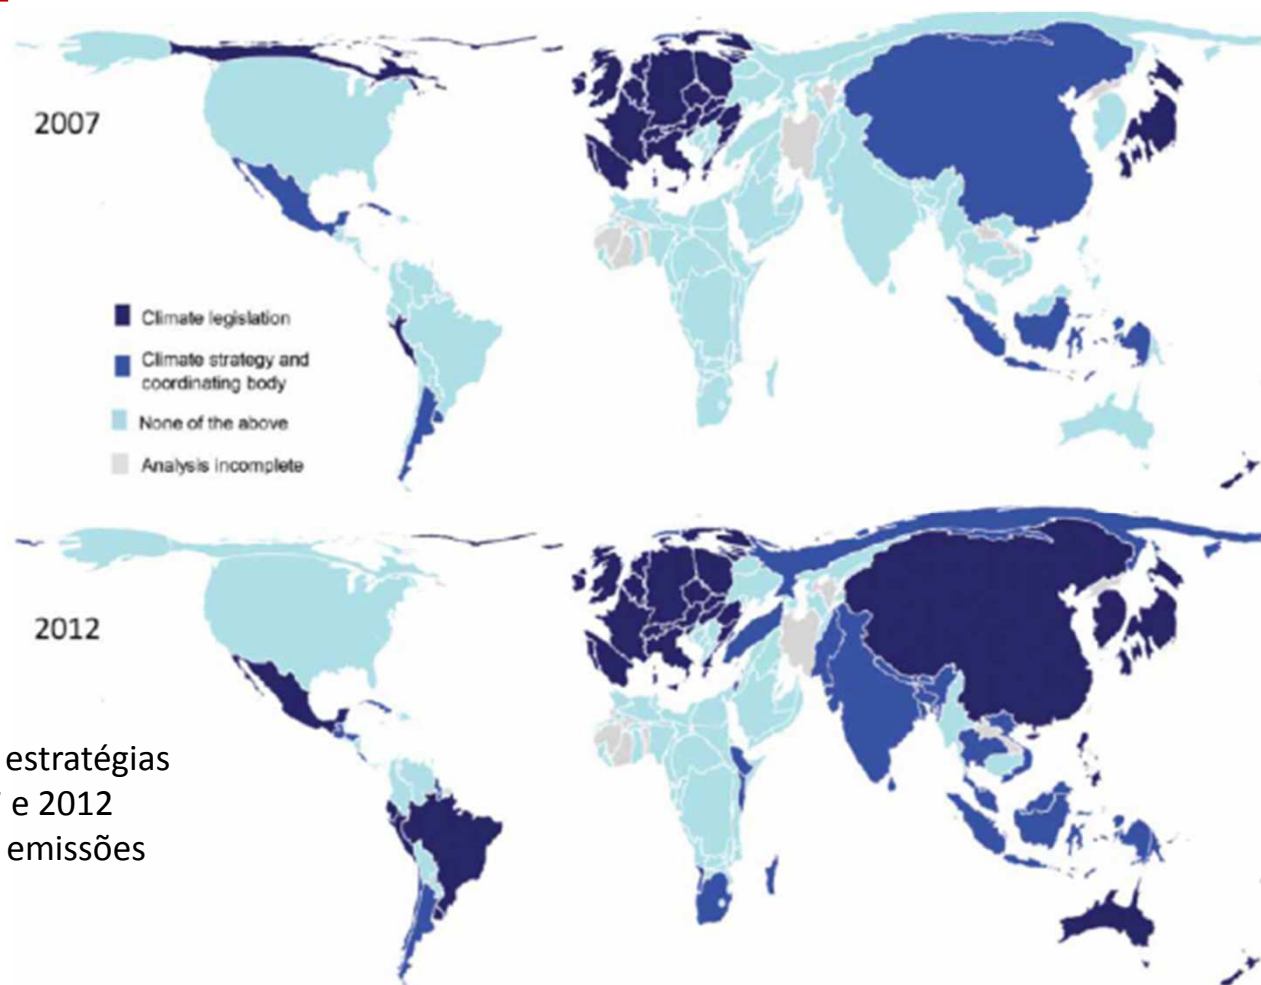 2007
Climate legislation
Climate strategy and
coordinating body
None of the above
Analysis incomplete
2012
estratégias
e 2012
emissões